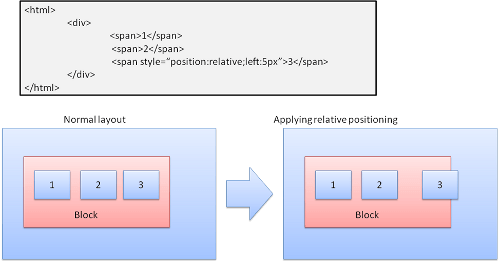 <html>
<div>
<span>1</span>
<span>2</span>
<span style="position:relative;left:5px">3</span>
</div>
</html>
Normal layout
Applying relative positioning
1 2 3
Block
1 2 3
Block